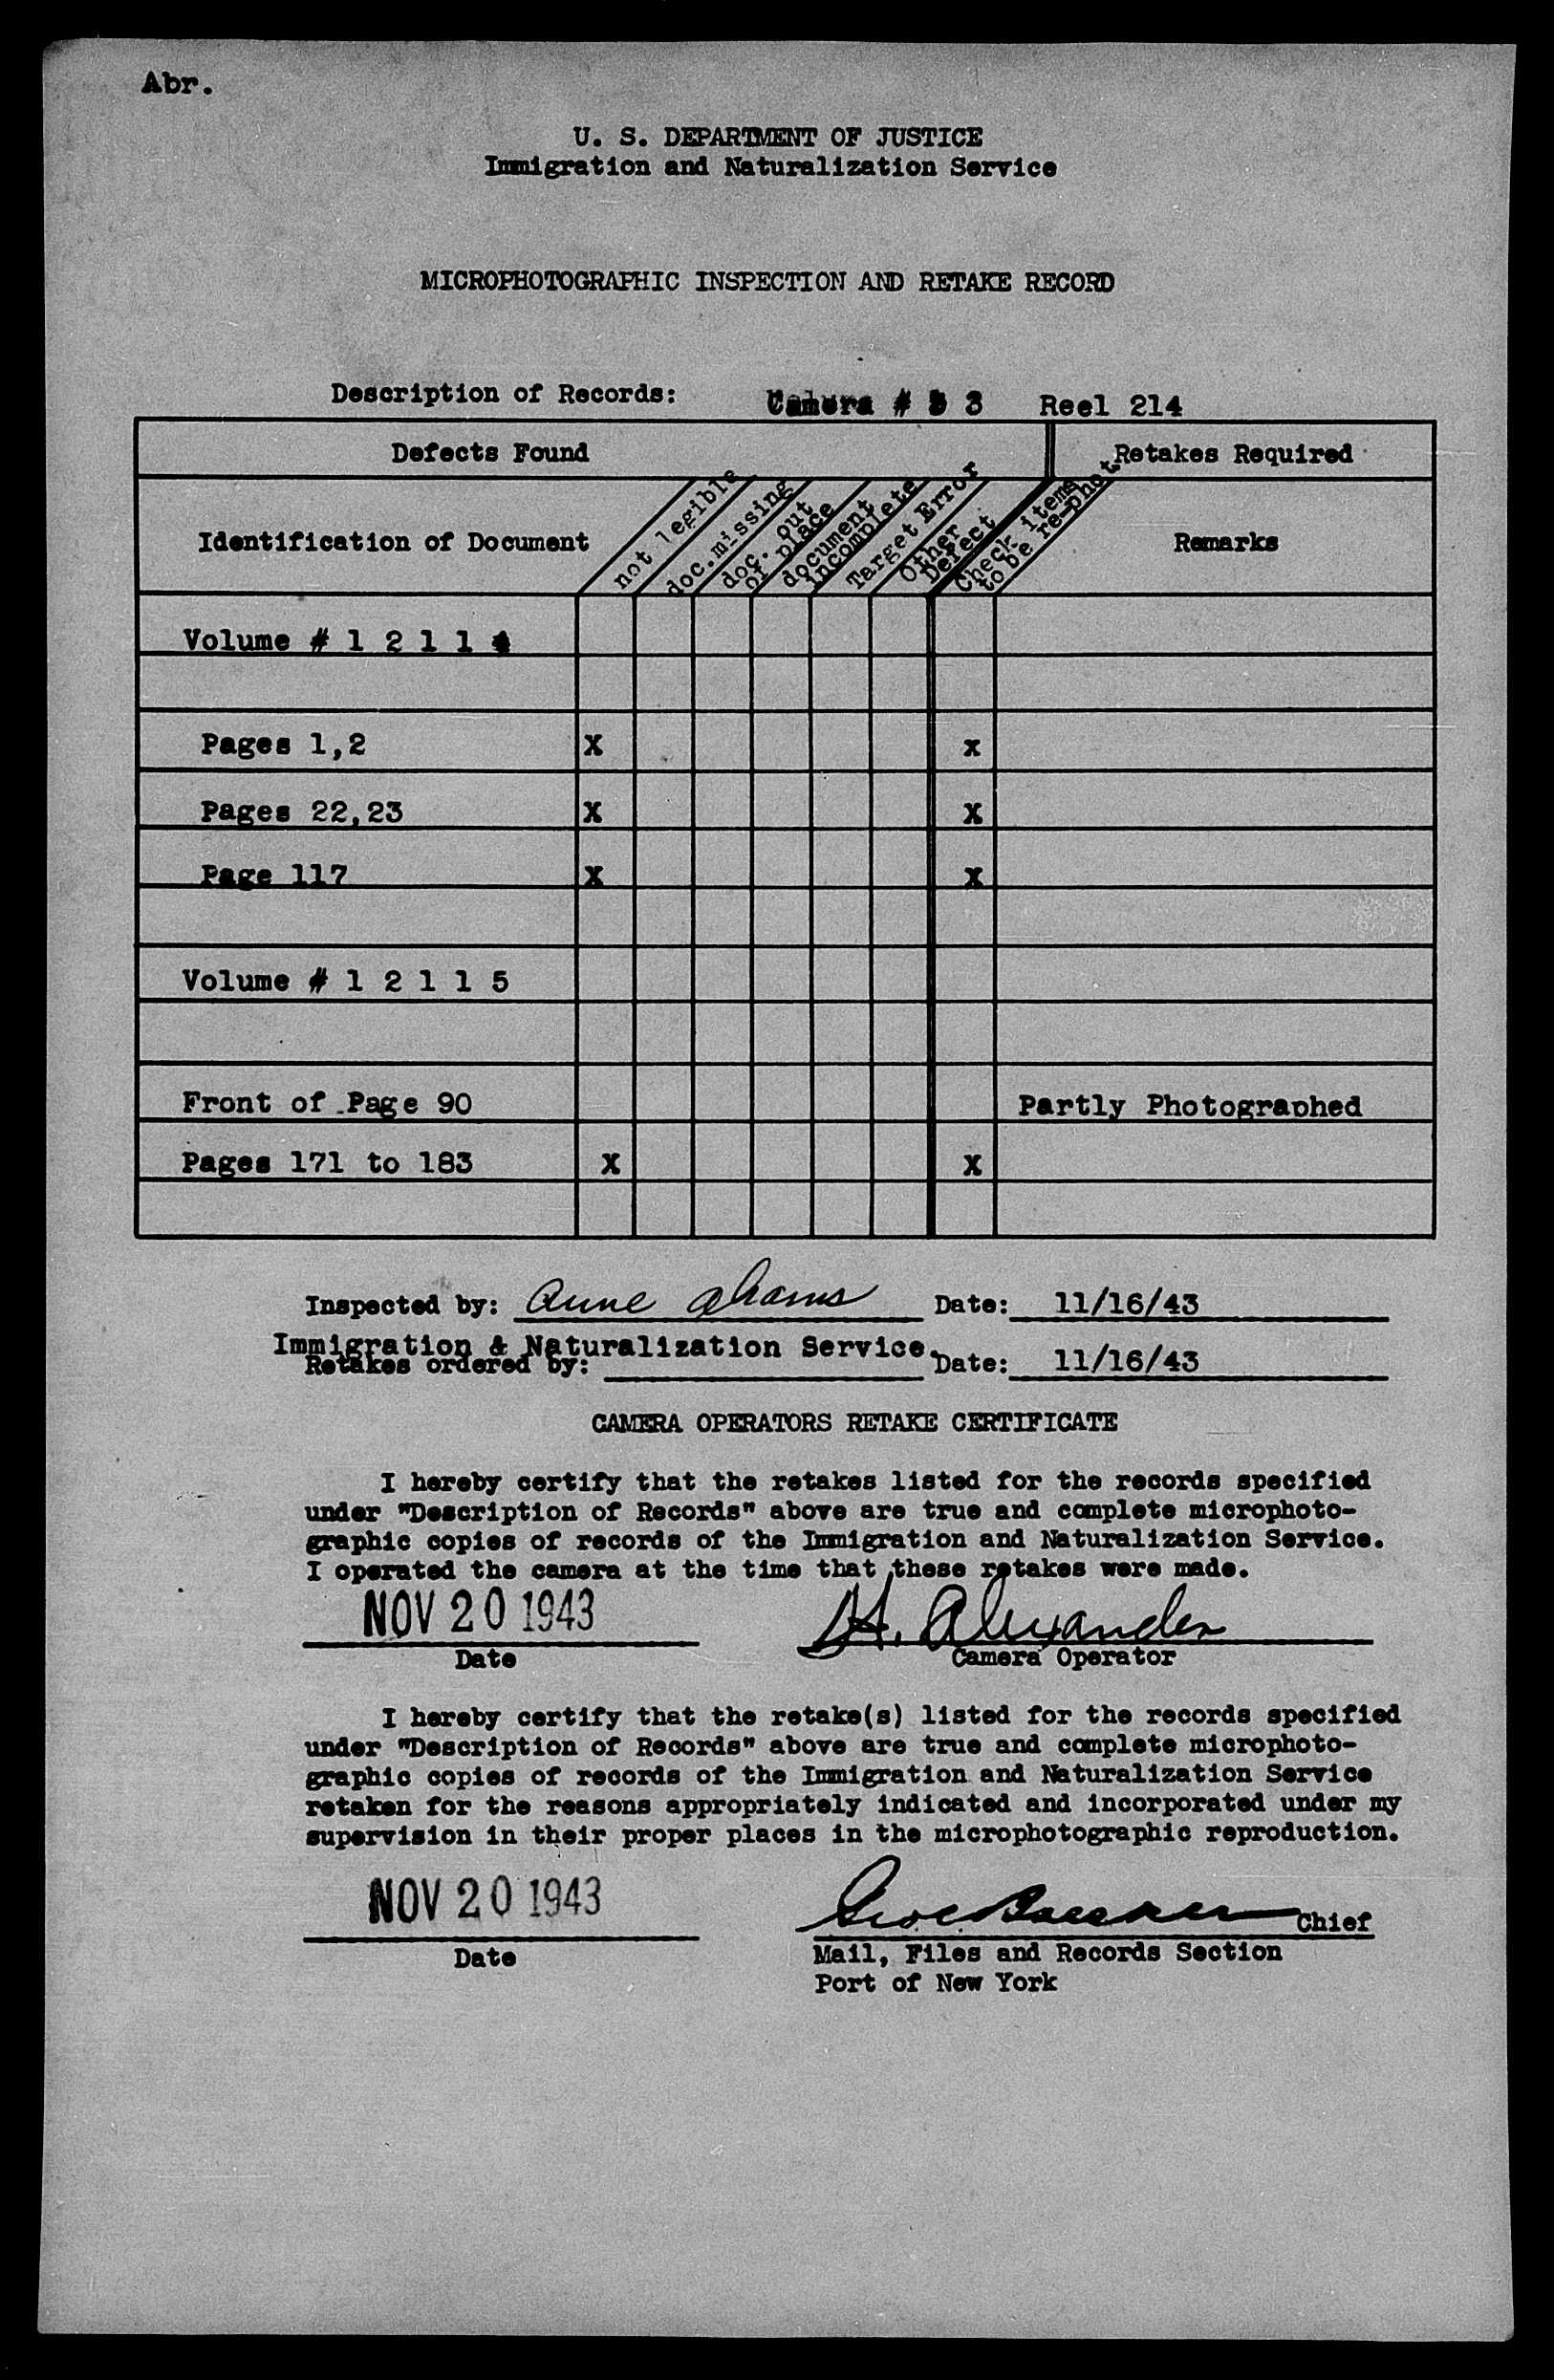 Abr.
U. S. DEPARTMENT OF JUSTICE
Immigration and Naturalization Service
MICROPHOTOGRAPHIC INSPECTION AND RETAKE RECORD
Description of Records: Camera # 3 Reel 214
Defects Found Retakes Required
Identification of Document
not legible
doc.missing
doc. out
of place
document
incomplete
Target Error
Other
Defect
Check items
to be re-phot.
Remarks
Volume # 1 2 1 1 4
Pages 1,2 X x
Pages 22,23 X X
Page 117 X X
Volume # 1 2 1 1 5
Front of Page 90 Partly Photographed
Pages 171 to 183 X X
Inspected by: Anne Abrams Date: 11/16/43
Immigration & Naturalization Service.
Retakes ordered by: Date: 11/16/43
CAMERA OPERATORS RETAKE CERTIFICATE
I hereby certify that the retakes listed for the records specified
under "Description of Records" above are true and complete microphoto-
graphic copies of records of the Immigration and Naturalization Service.
I operated the camera at the time that these retakes were made.
NOV 20 1943 H. Alexander
Date Camera Operator
I hereby certify that the retake(s) listed for the records specified
under "Description of Records" above are true and complete microphoto-
graphic copies of records of the Immigration and Naturalization Service
retaken for the reasons appropriately indicated and incorporated under my
supervision in their proper places in the microphotographic reproduction.
NOV 20 1943 Chief
Date Mail, Files and Records Section
Port of New York